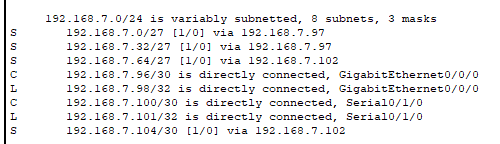 192.168.7.0/24 is variably subnetted, 8 subnets, 3 masks
S 192.168.7.0/27 [1/0] via 192.168.7.97
S 192.168.7.32/27 [1/0] via 192.168.7.97
S 192.168.7.64/27 [1/0] via 192.168.7.102
C 192.168.7.96/30 is directly connected, GigabitEthernet0/0/0
L 192.168.7.98/32 is directly connected, GigabitEthernet0/0/0
C 192.168.7.100/30 is directly connected, Serial0/1/0
L 192.168.7.101/32 is directly connected, Serial0/1/0
S 192.168.7.104/30 [1/0] via 192.168.7.102